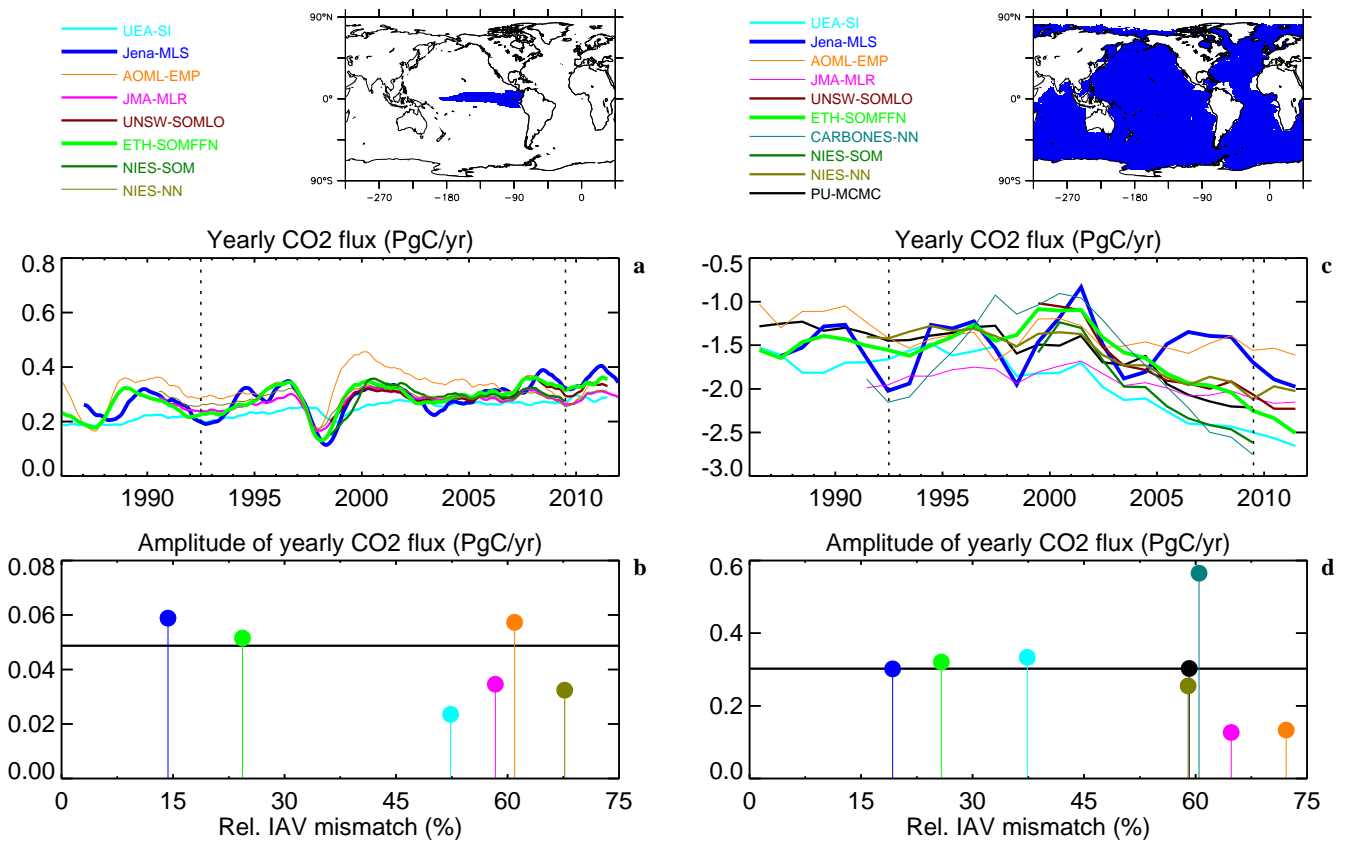 UEA-SI
Jena-MLS
AOML-EMP
JMA-MLR
UNSW-SOMLO
ETH-SOMFFN
NIES-SOM
NIES-NN
90°N
0°
90°S
-270 -180 -90 0
Yearly CO2 flux (PgC/yr)
a
0.8
0.6
0.4
0.2
0.0
1990 1995 2000 2005 2010
Amplitude of yearly CO2 flux (PgC/yr)
b
0.08
0.06
0.04
0.02
0.00
0 15 30 45 60 75
Rel. IAV mismatch (%)
UEA-SI
Jena-MLS
AOML-EMP
JMA-MLR
UNSW-SOMLO
ETH-SOMFFN
CARBONES-NN
NIES-SOM
NIES-NN
PU-MCMC
90°N
0°
90°S
-270 -180 -90 0
Yearly CO2 flux (PgC/yr)
c
-0.5
-1.0
-1.5
-2.0
-2.5
-3.0
1990 1995 2000 2005 2010
Amplitude of yearly CO2 flux (PgC/yr)
d
0.6
0.4
0.2
0.0
0 15 30 45 60 75
Rel. IAV mismatch (%)